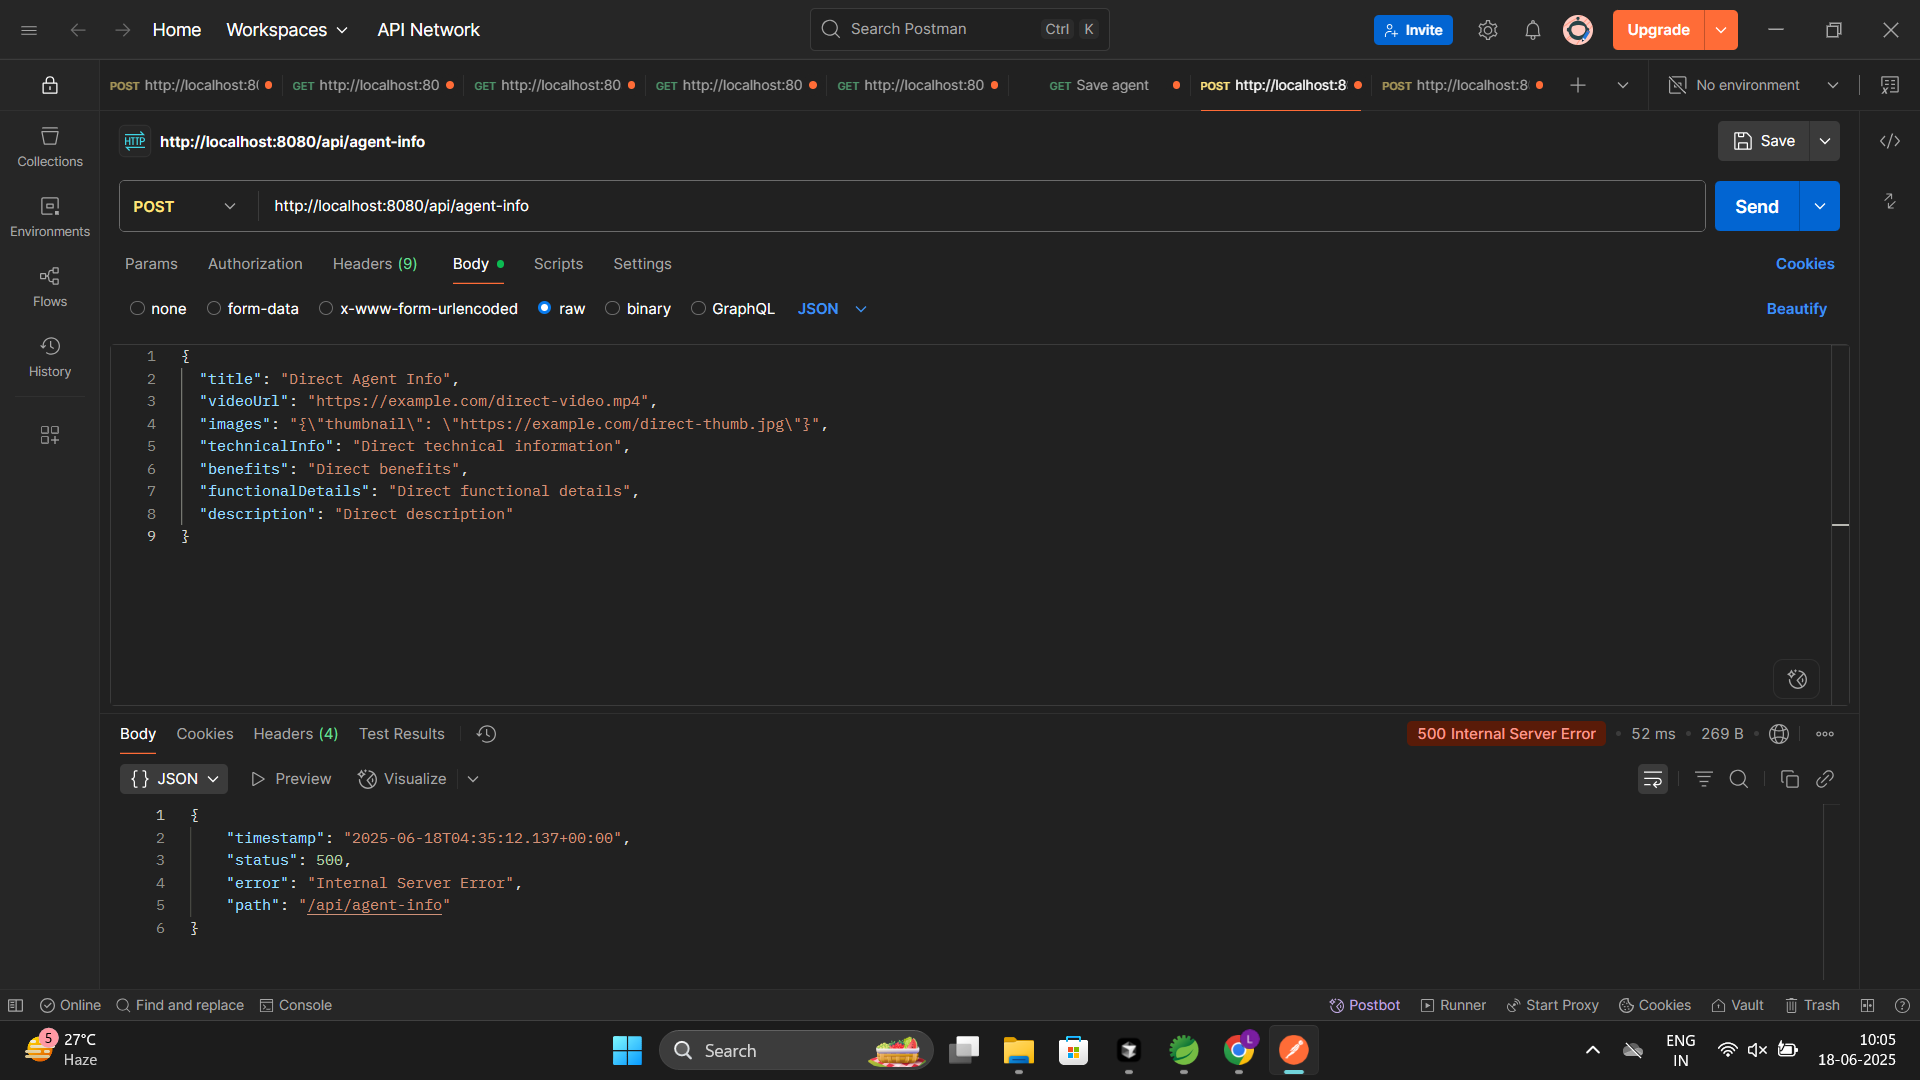 Home Workspaces API Network Search Postman Ctrl K Invite Upgrade
POST http://localhost:80 GET http://localhost:80 GET http://localhost:80 GET http://localhost:80 GET http://localhost:80 GET Save agent POST http://localhost:8 POST http://localhost:8 No environment
HTTP http://localhost:8080/api/agent-info Save
Collections
Environments
Flows
History
POST http://localhost:8080/api/agent-info Send
Params Authorization Headers (9) Body Scripts Settings Cookies
none form-data x-www-form-urlencoded raw binary GraphQL JSON Beautify
1 {
2 "title": "Direct Agent Info",
3 "videoUrl": "https://example.com/direct-video.mp4",
4 "images": "{\"thumbnail\": \"https://example.com/direct-thumb.jpg\"}",
5 "technicalInfo": "Direct technical information",
6 "benefits": "Direct benefits",
7 "functionalDetails": "Direct functional details",
8 "description": "Direct description"
9 }
Body Cookies Headers (4) Test Results 500 Internal Server Error 52 ms 269 B
{} JSON Preview Visualize
1 {
2 "timestamp": "2025-06-18T04:35:12.137+00:00",
3 "status": 500,
4 "error": "Internal Server Error",
5 "path": "/api/agent-info"
6 }
Online Find and replace Console Postbot Runner Start Proxy Cookies Vault Trash
5 27°C
Haze
Search
L
ENG
IN
10:05
18-06-2025